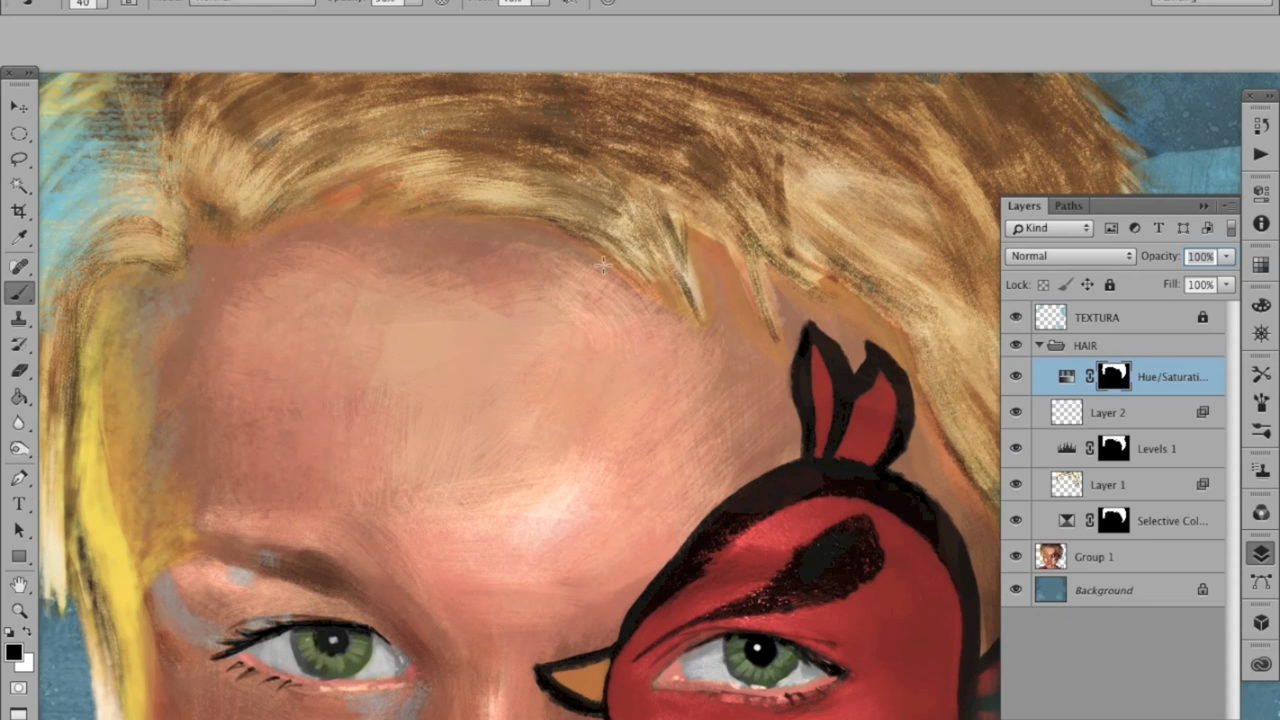 40
Layers Paths
Kind
Normal Opacity: 100%
Lock: Fill: 100%
TEXTURA
HAIR
Hue/Saturati...
Layer 2
Levels 1
Layer 1
Selective Col...
Group 1
Background